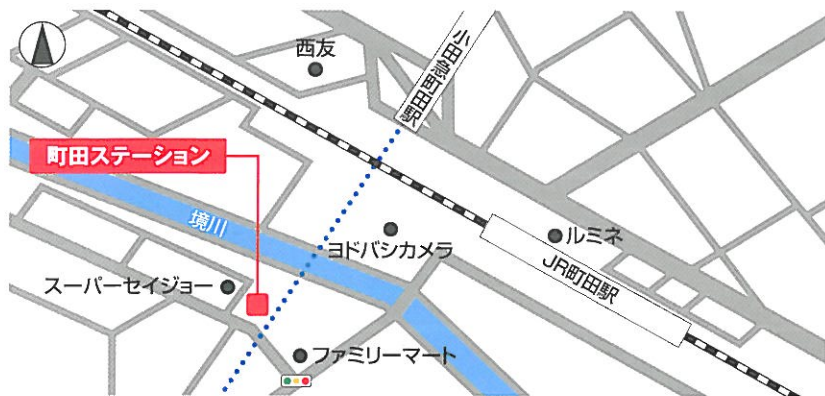 西友
小田急町田駅
町田ステーション
境川
ヨドバシカメラ
ルミネ
JR町田駅
スーパーセイジョー
ファミリーマート